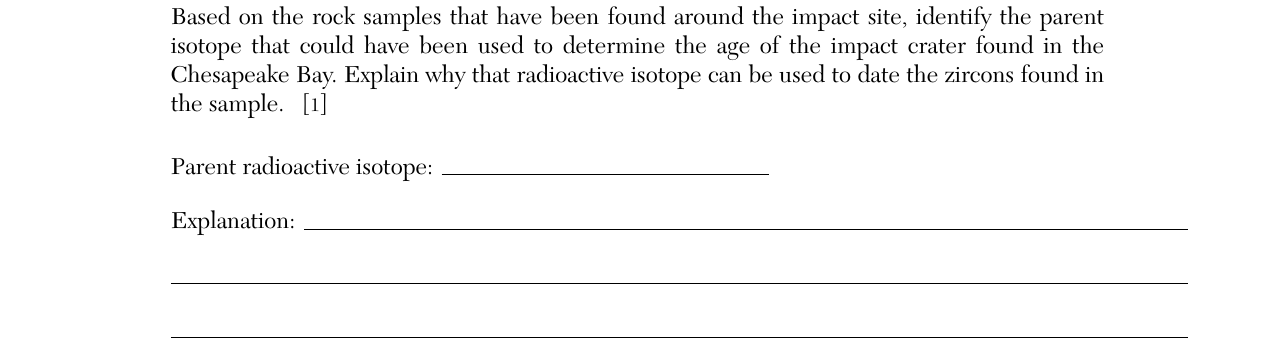 Based on the rock samples that have been found around the impact site, identify the parent
isotope that could have been used to determine the age of the impact crater found in the
Chesapeake Bay. Explain why that radioactive isotope can be used to date the zircons found in
the sample. [1]
Parent radioactive isotope:
Explanation: